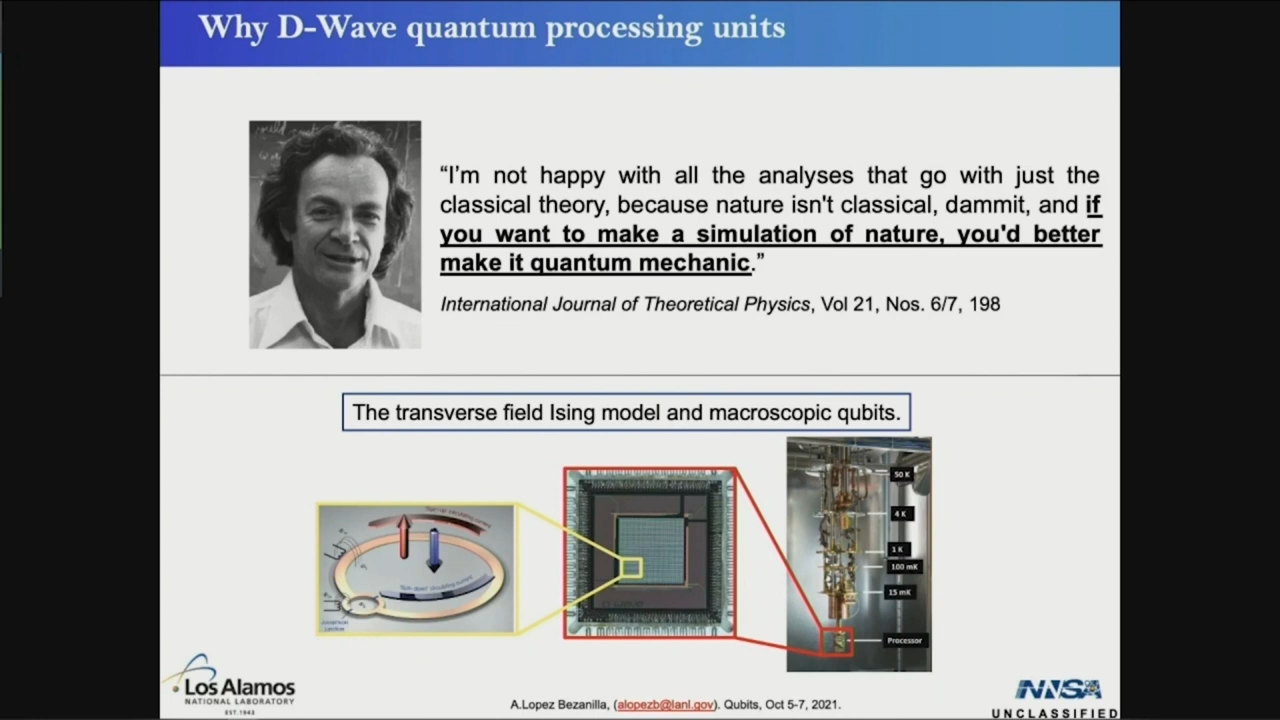 Why D-Wave quantum processing units
“I'm not happy with all the analyses that go with just the
classical theory, because nature isn't classical, dammit, and if
you want to make a simulation of nature, you'd better
make it quantum mechanic.”
International Journal of Theoretical Physics, Vol 21, Nos. 6/7, 198
The transverse field Ising model and macroscopic qubits.
50 K
4 K
1 K
100 mK
15 mK
Processor
circulating current
circulating current
Los Alamos
NATIONAL LABORATORY
EST. 1943
A.Lopez Bezanilla, (alopezb@lanl.gov). Qubits, Oct 5-7, 2021.
NNSA
UNCLASSIFIED